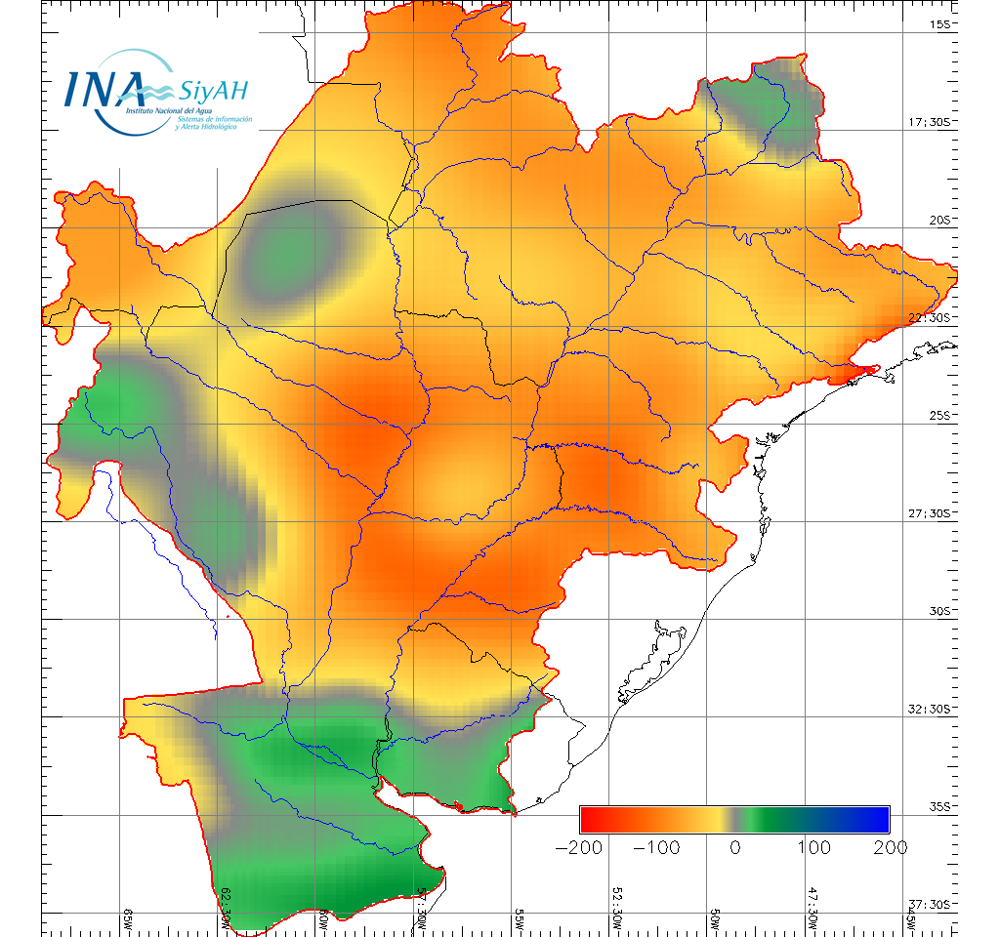 INA SiyAH
Instituto Nacional del Agua
Sistemas de información
y Alerta Hidrológico
15S
17:30S
20S
22:30S
25S
27:30S
30S
32:30S
35S
37:30S
−200 −100 0 100 200
65W 62:30W 60W 57:30W 55W 52:30W 50W 47:30W 45W